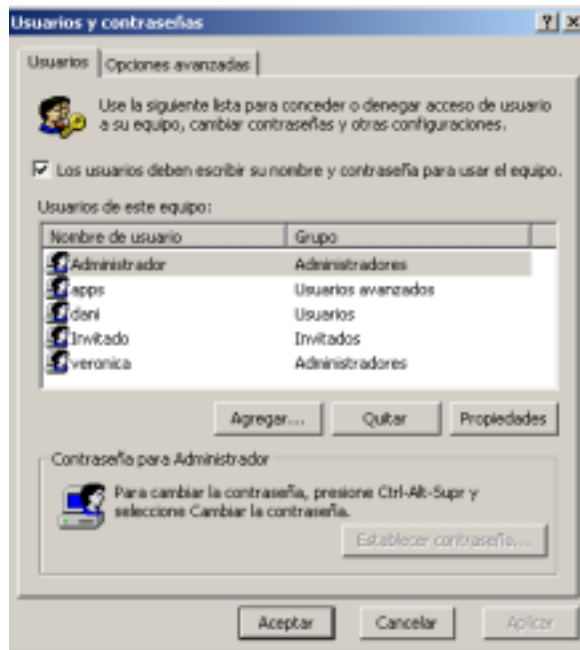 Usuarios y contraseñas
Usuarios Opciones avanzadas
Use la siguiente lista para conceder o denegar acceso de usuario
a su equipo, cambiar contraseñas y otras configuraciones.
Los usuarios deben escribir su nombre y contraseña para usar el equipo.
Usuarios de este equipo:
Nombre de usuario Grupo
Administrador Administradores
apps Usuarios avanzados
dani Usuarios
Invitado Invitados
veronica Administradores
Agregar... Quitar Propiedades
Contraseña para Administrador
Para cambiar la contraseña, presione Ctrl-Alt-Supr y
seleccione Cambiar la contraseña.
Establecer contraseña...
Aceptar Cancelar Aplicar